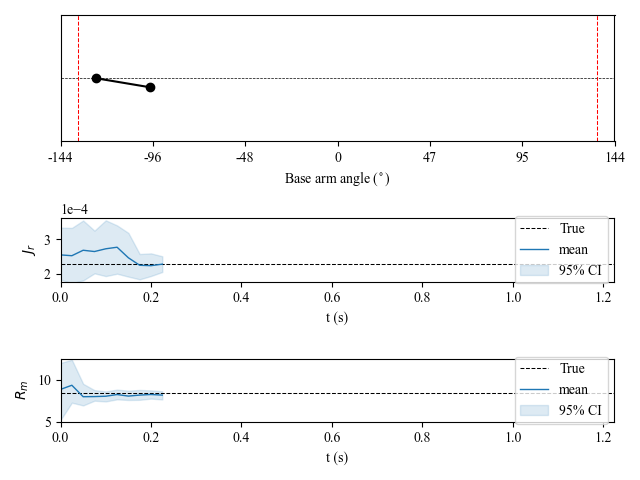 -144 -96 -48 0 47 95 144
Base arm angle (°)
1e−4
3
2
J_r
True
mean
95% CI
0.0 0.2 0.4 0.6 0.8 1.0 1.2
t (s)
10
5
R_m
True
mean
95% CI
0.0 0.2 0.4 0.6 0.8 1.0 1.2
t (s)